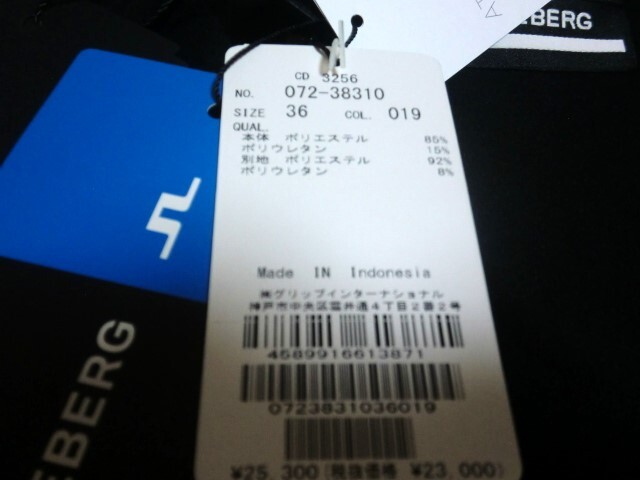 EBERG
CD 3256
NO. 072-38310
SIZE 36 COL. 019
QUAL.
本体 ポリエステル 85%
ポリウレタン 15%
別地 ポリエステル 92%
ポリウレタン 8%
Made IN Indonesia
㈱グリップインターナショナル
神戸市中央区雲井通4丁目2番2号
4589916613871
0723831036019
¥25,300(税抜価格 ¥23,000)
EBERG